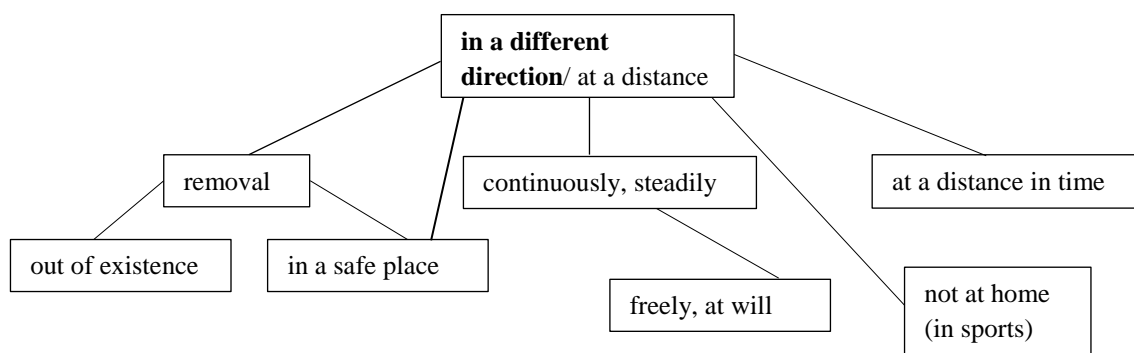 in a different
direction/ at a distance
removal
continuously, steadily
at a distance in time
out of existence
in a safe place
freely, at will
not at home
(in sports)